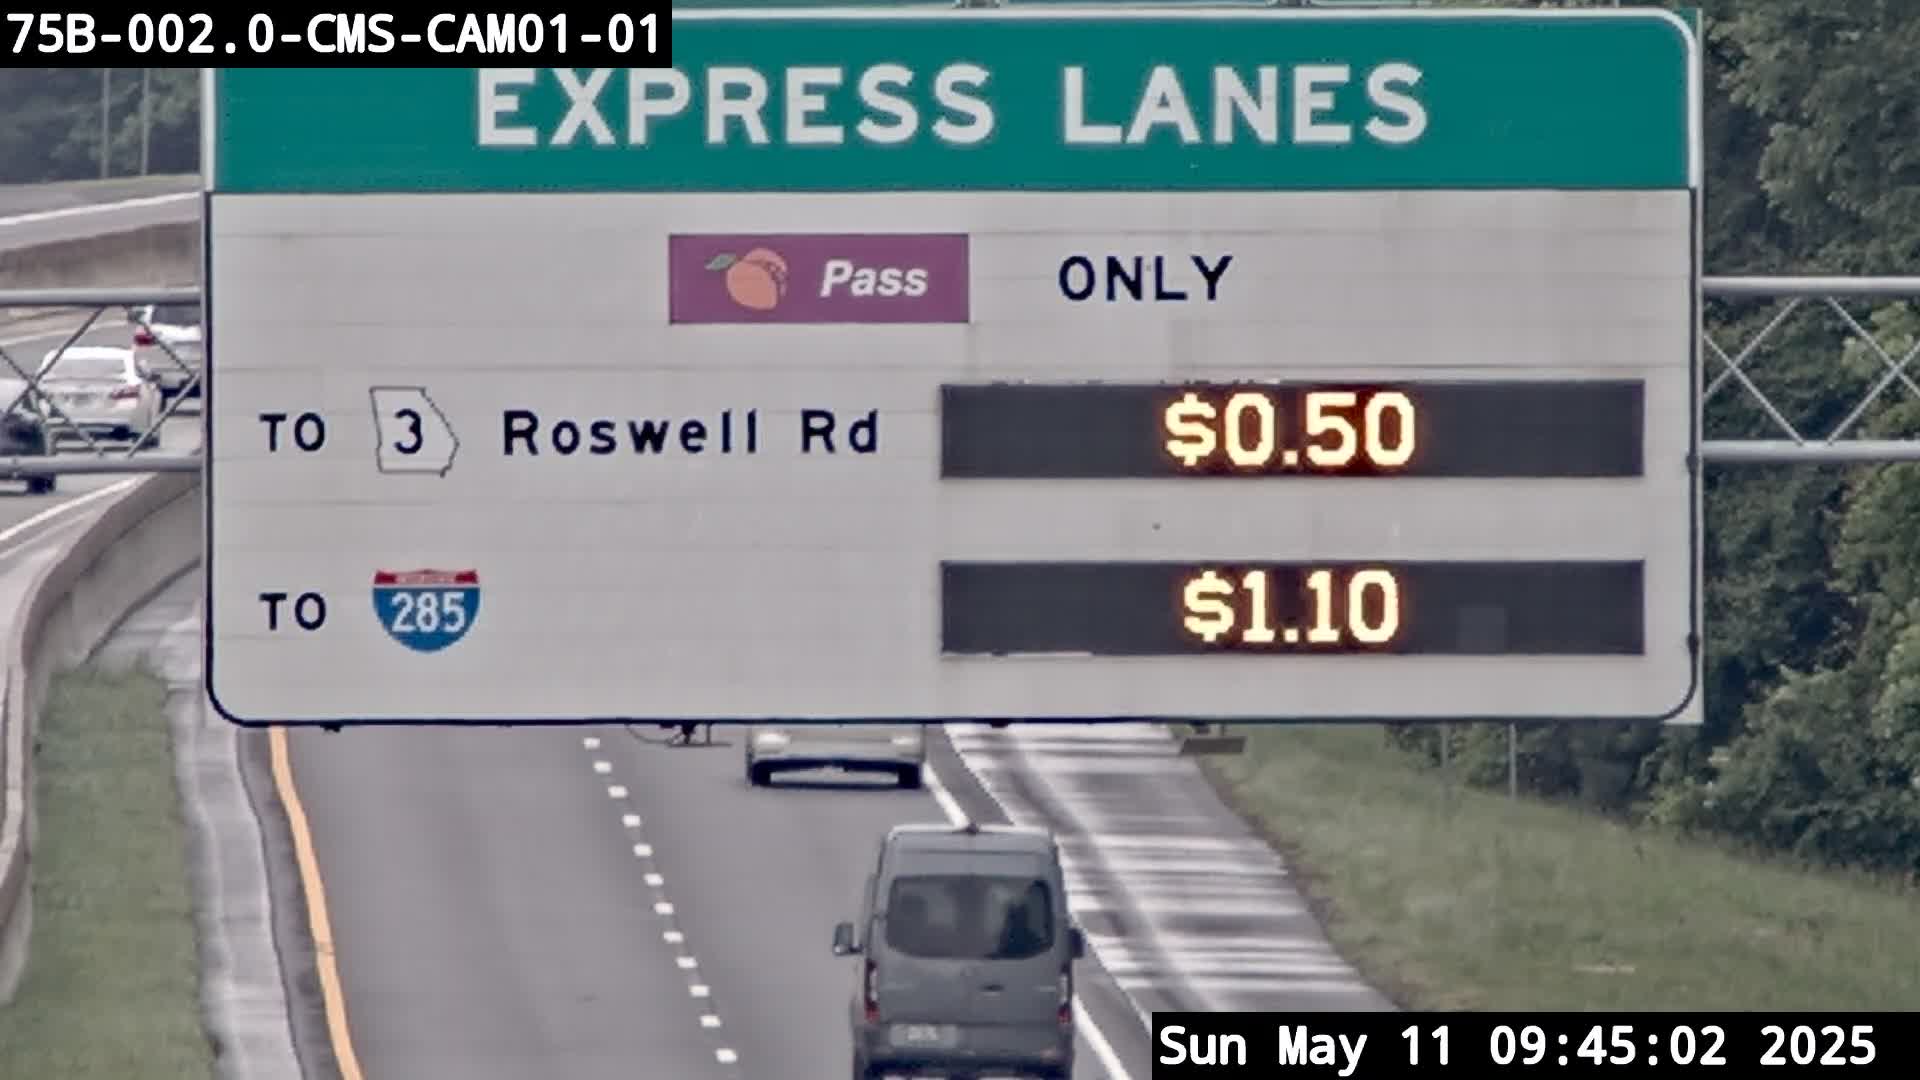 75B-002.0-CMS-CAM01-01
EXPRESS LANES
Pass ONLY
TO 3 Roswell Rd $0.50
TO 285 $1.10
Sun May 11 09:45:02 2025